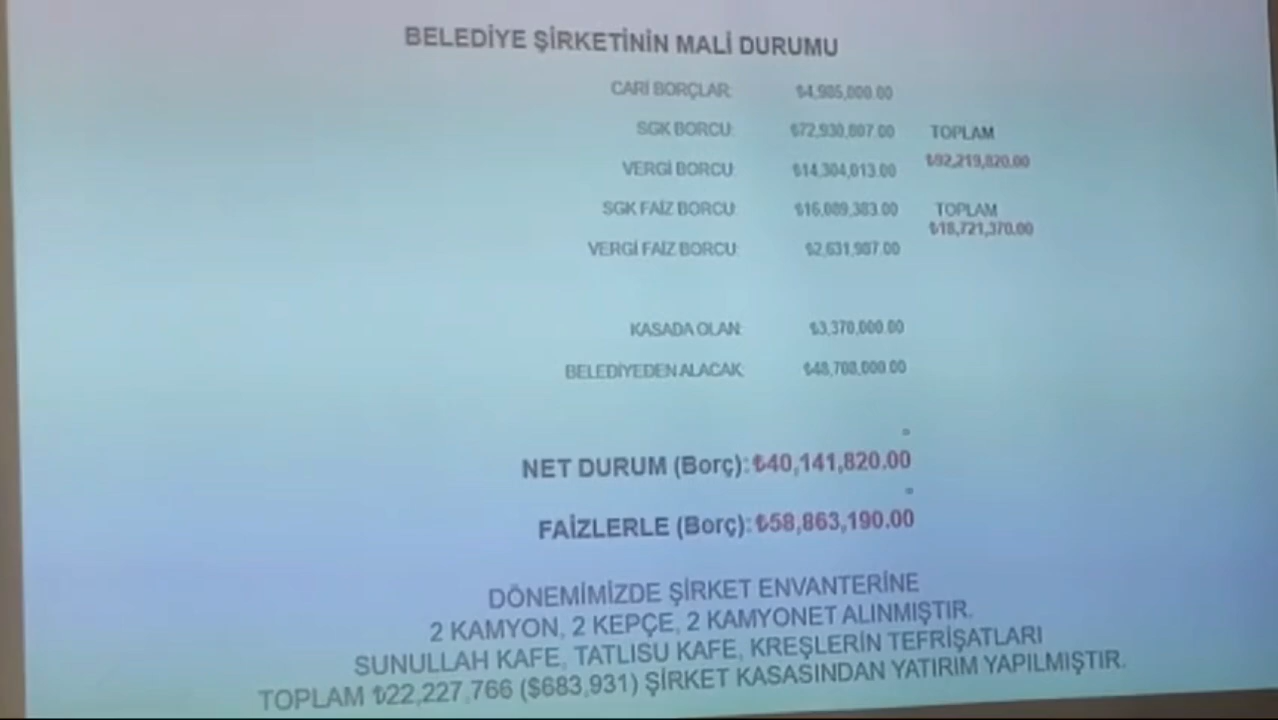 BELEDİYE ŞİRKETİNİN MALİ DURUMU
CARİ BORÇLAR: ₺4,985,000.00
SGK BORCU: ₺72,930,807.00 TOPLAM
₺92,219,820.00
VERGİ BORCU: ₺14,304,013.00
SGK FAİZ BORCU: ₺16,089,383.00 TOPLAM
₺18,721,370.00
VERGİ FAİZ BORCU: ₺2,631,987.00
KASADA OLAN: ₺3,370,000.00
BELEDİYEDEN ALACAK: ₺48,708,000.00
NET DURUM (Borç): ₺40,141,820.00
FAİZLERLE (Borç): ₺58,863,190.00
DÖNEMİMİZDE ŞİRKET ENVANTERİNE
2 KAMYON, 2 KEPÇE, 2 KAMYONET ALINMIŞTIR.
SUNULLAH KAFE, TATLISU KAFE, KREŞLERİN TEFRİŞATLARI
TOPLAM ₺22,227,766 ($683,931) ŞİRKET KASASINDAN YATIRIM YAPILMIŞTIR.